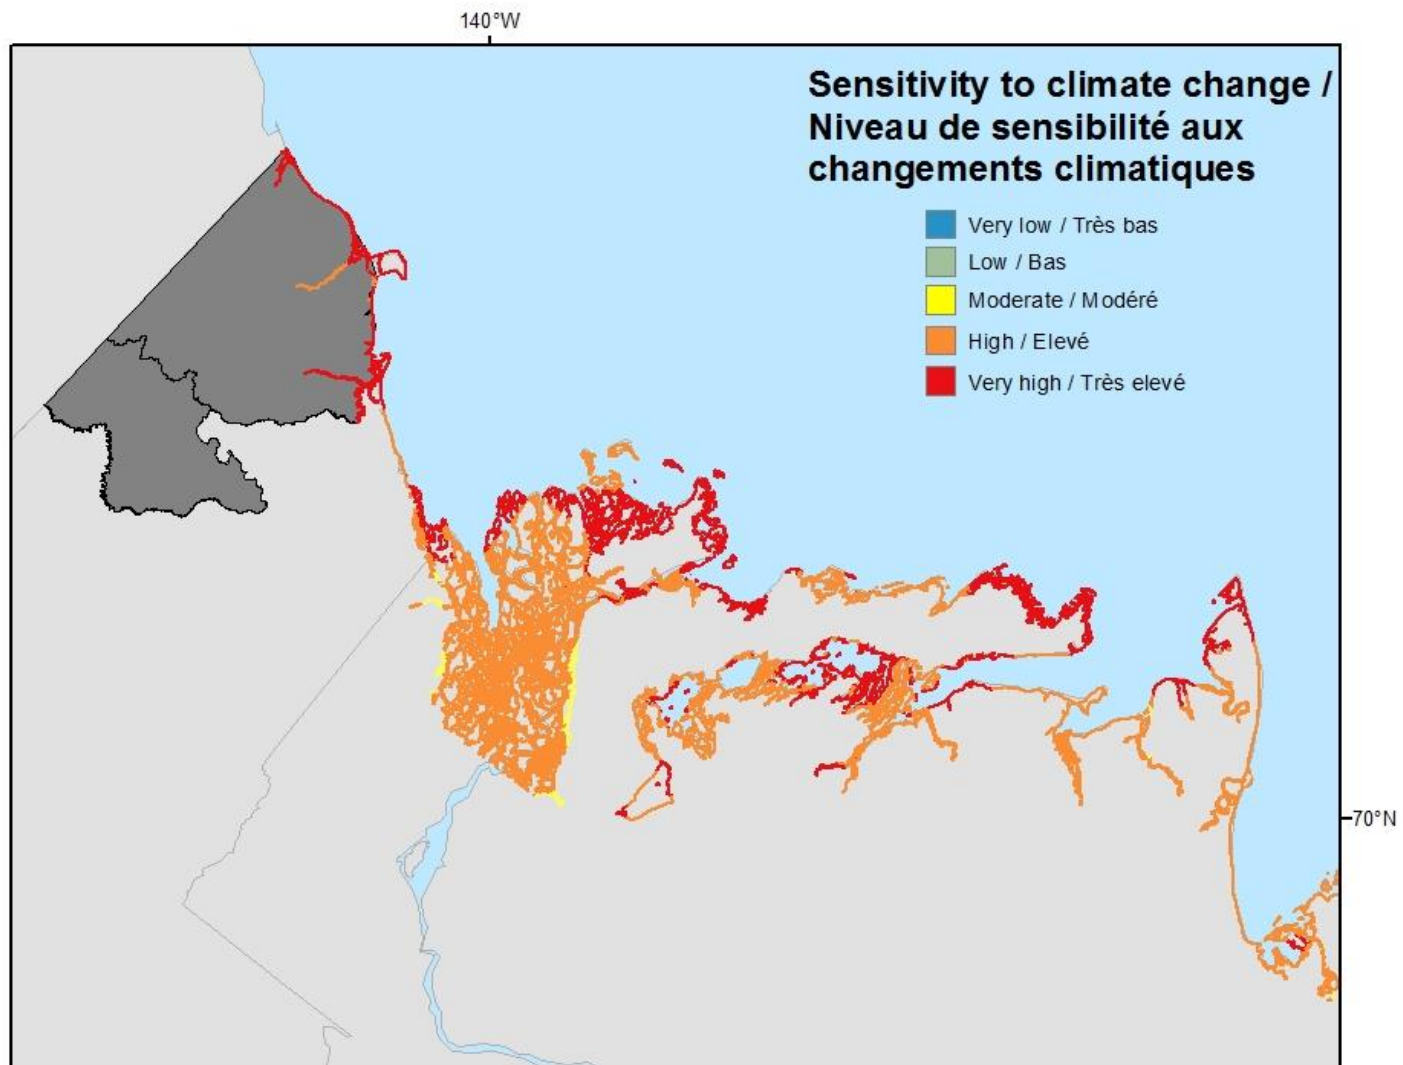 140°W
Sensitivity to climate change /
Niveau de sensibilité aux
changements climatiques
Very low / Très bas
Low / Bas
Moderate / Modéré
High / Elevé
Very high / Très elevé
70°N